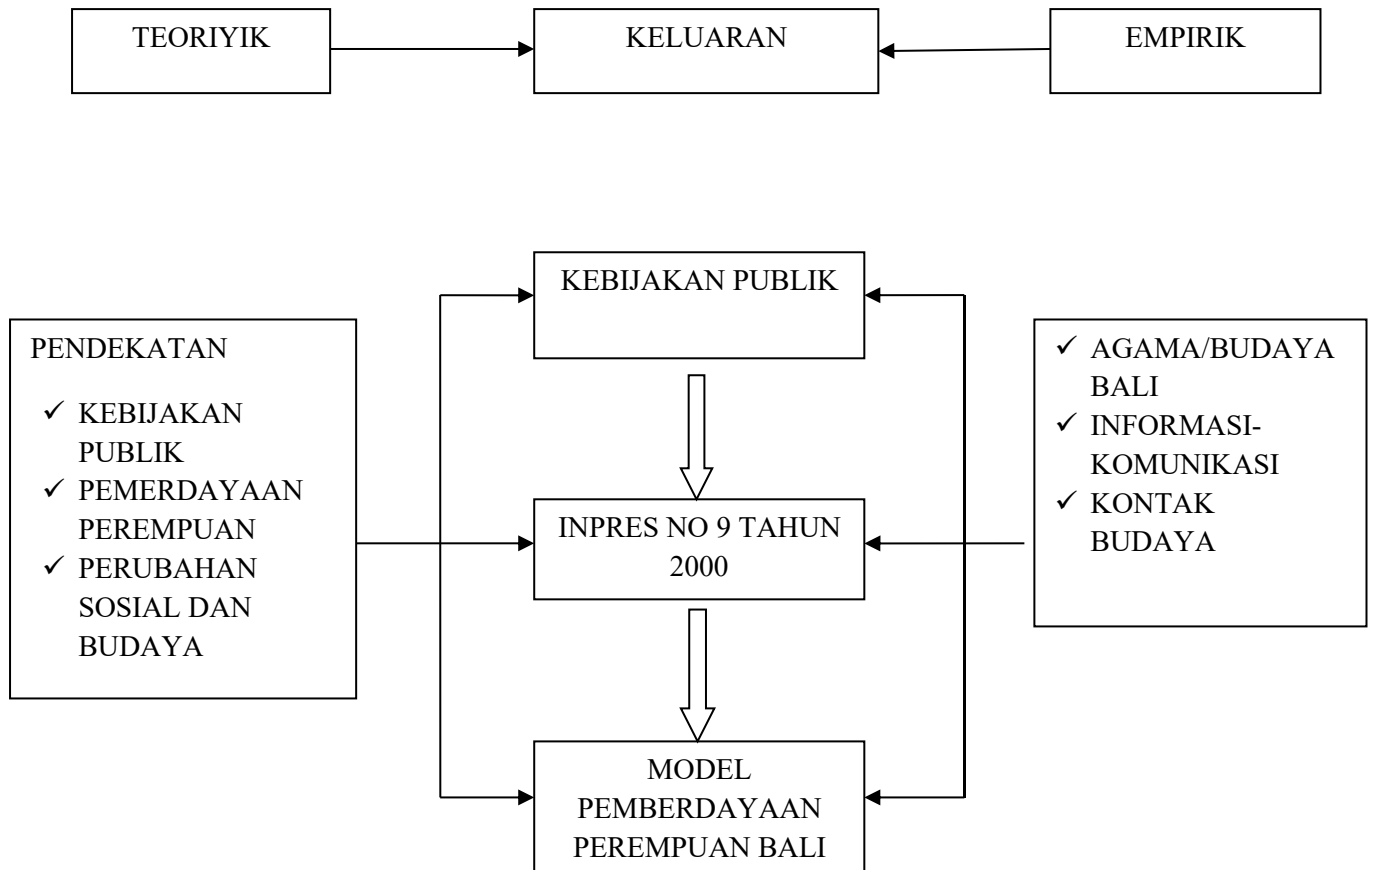 TEORIYIK
KELUARAN
EMPIRIK
KEBIJAKAN PUBLIK
PENDEKATAN
✓ KEBIJAKAN
PUBLIK
✓ PEMERDAYAAN
PEREMPUAN
✓ PERUBAHAN
SOSIAL DAN
BUDAYA
INPRES NO 9 TAHUN
2000
✓ AGAMA/BUDAYA
BALI
✓ INFORMASI-
KOMUNIKASI
✓ KONTAK
BUDAYA
MODEL
PEMBERDAYAAN
PEREMPUAN BALI